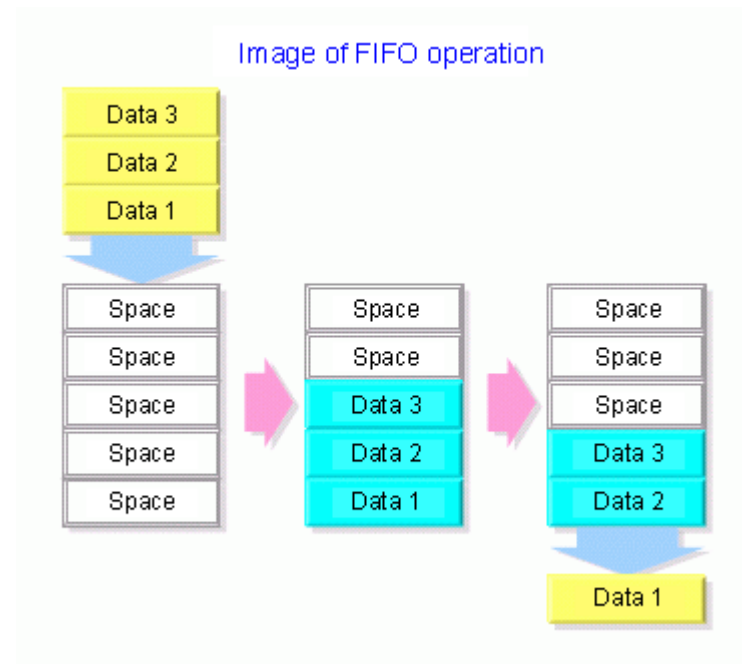 Image of FIFO operation
Data 3
Data 2
Data 1
Space
Space
Space
Space
Space
Space
Space
Data 3
Data 2
Data 1
Space
Space
Space
Data 3
Data 2
Data 1